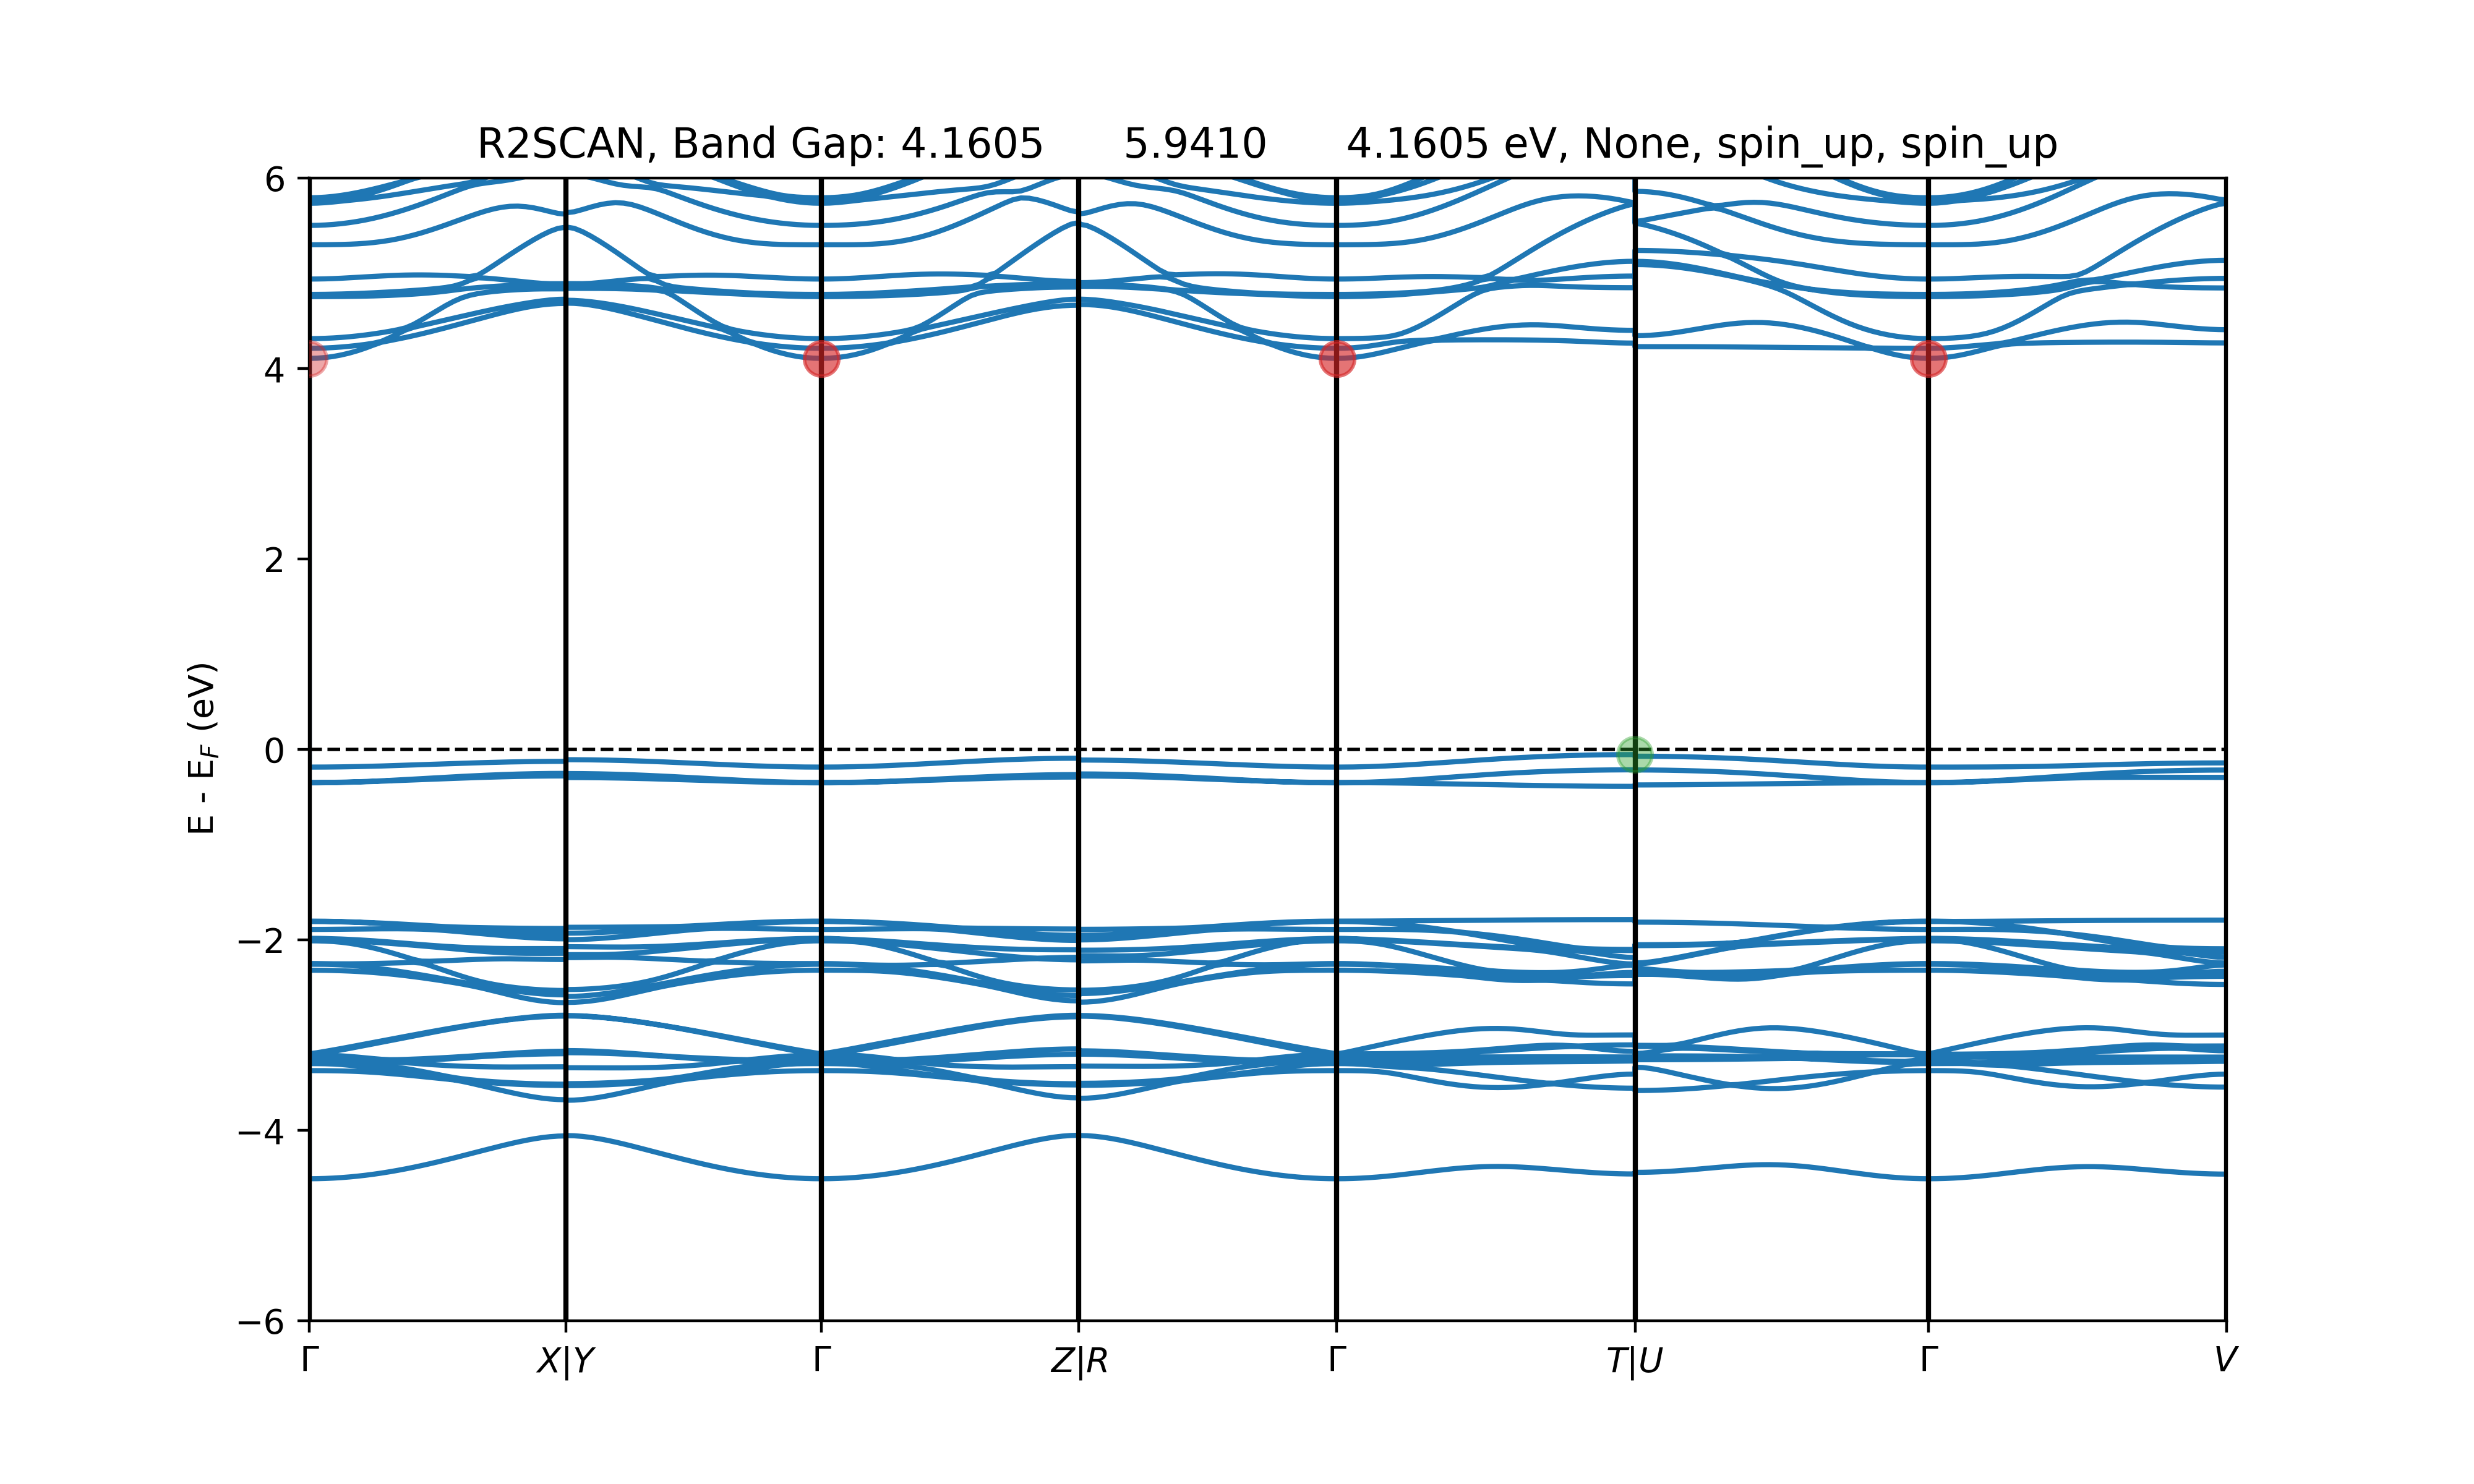 R2SCAN, Band Gap: 4.1605 5.9410 4.1605 eV, None, spin_up, spin_up
6
4
2
0
−2
−4
−6
E - E_F (eV)
Γ X|Y Γ Z|R Γ T|U Γ V